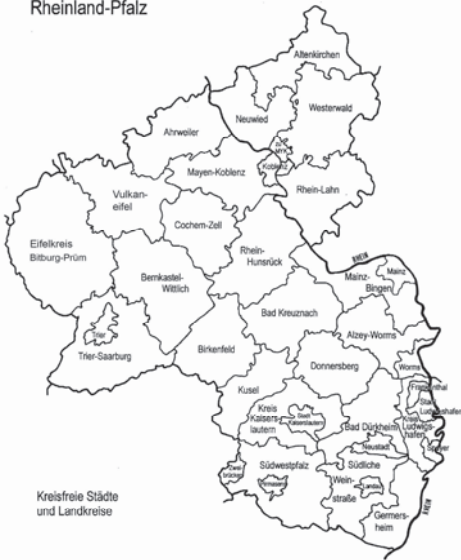 Rheinland-Pfalz
Altenkirchen
Neuwied
Westerwald
Ahrweiler
MYK
Koblenz
Mayen-Koblenz
Rhein-Lahn
Vulkan-
eifel
Cochem-Zell
Eifelkreis
Bitburg-Prüm
Rhein-
Hunsrück
RHEIN
Mainz
Mainz-
Bingen
Bernkastel-
Wittlich
Bad Kreuznach
Alzey-Worms
Trier
Trier-Saarburg
Birkenfeld
Donnersberg
Worms
Kusel
Frankenthal
Stadt
Ludwigshafen
Kreis
Kaisers-
lautern
Stadt
Kaiserslautern
Kreis
Ludwigs-
hafen
Bad Dürkheim
Neustadt
Speyer
Zwei-
brücken
Südwestpfalz
Pirmasens
Südliche
Wein-
straße
Landau
Germers-
heim
RHEIN
Kreisfreie Städte
und Landkreise